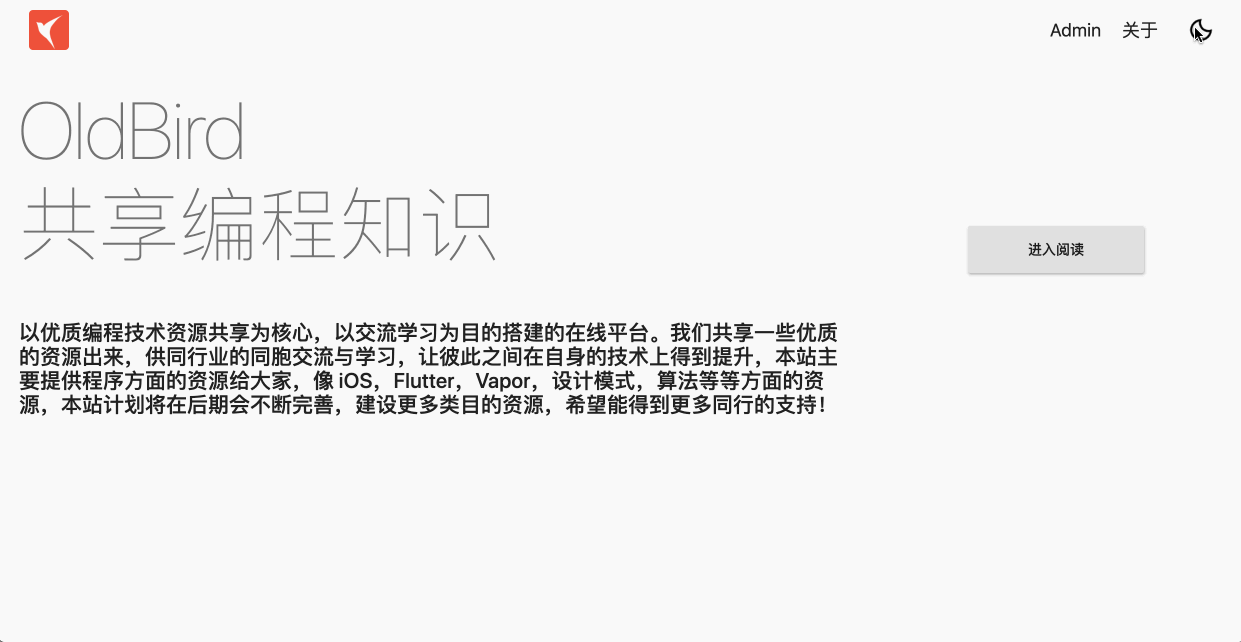 Admin 关于
OldBird
共享编程知识
进入阅读
以优质编程技术资源共享为核心，以交流学习为目的搭建的在线平台。我们共享一些优质
的资源出来，供同行业的同胞交流与学习，让彼此之间在自身的技术上得到提升，本站主
要提供程序方面的资源给大家，像 iOS，Flutter，Vapor，设计模式，算法等等方面的资
源，本站计划将在后期会不断完善，建设更多类目的资源，希望能得到更多同行的支持！